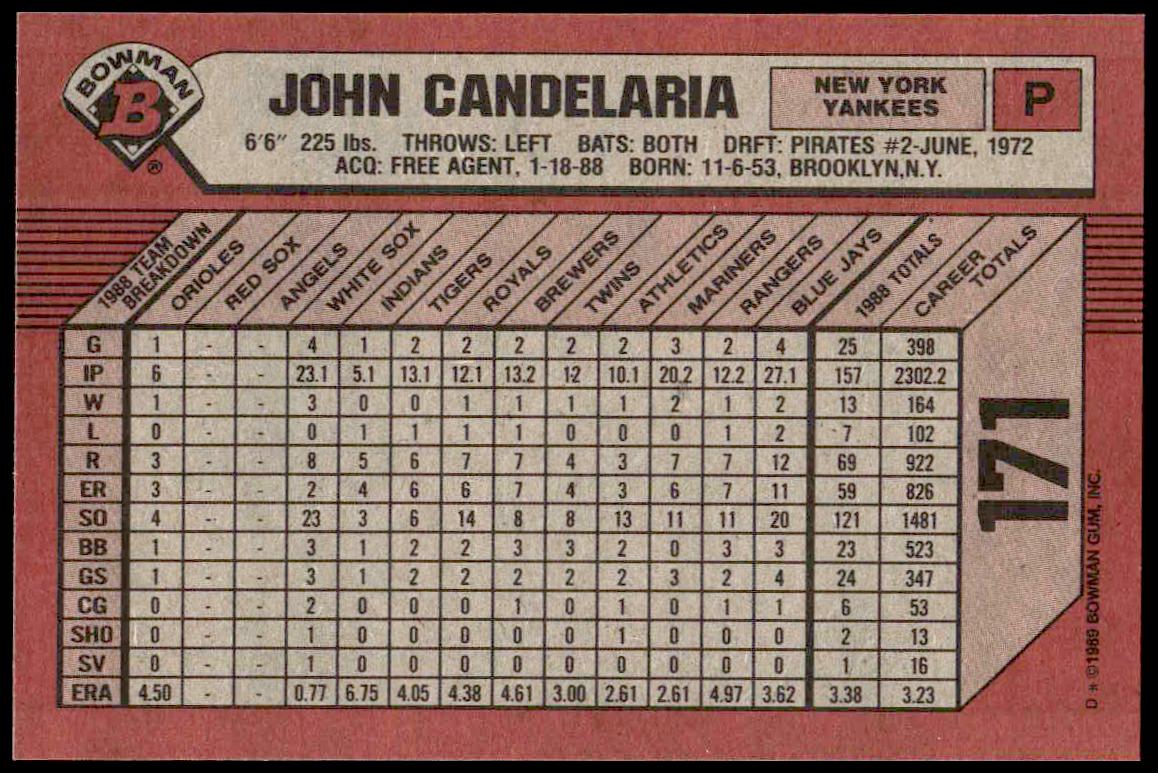 BOWMAN
B
®
JOHN CANDELARIA
NEW YORK
YANKEES
P
6'6" 225 lbs. THROWS: LEFT BATS: BOTH DRFT: PIRATES #2-JUNE, 1972
ACQ: FREE AGENT, 1-18-88 BORN: 11-6-53, BROOKLYN,N.Y.
1988 TEAM BREAKDOWN ORIOLES RED SOX ANGELS WHITE SOX INDIANS TIGERS ROYALS BREWERS TWINS ATHLETICS MARINERS RANGERS BLUE JAYS 1988 TOTALS CAREER TOTALS
G 1 - - 4 1 2 2 2 2 2 3 2 4 25 398
IP 6 - - 23.1 5.1 13.1 12.1 13.2 12 10.1 20.2 12.2 27.1 157 2302.2
W 1 - - 3 0 0 1 1 1 1 2 1 2 13 164
L 0 - - 0 1 1 1 1 0 0 0 1 2 7 102
R 3 - - 8 5 6 7 7 4 3 7 7 12 69 922
ER 3 - - 2 4 6 6 7 4 3 6 7 11 59 826
SO 4 - - 23 3 6 14 8 8 13 11 11 20 121 1481
BB 1 - - 3 1 2 2 3 3 2 0 3 3 23 523
GS 1 - - 3 1 2 2 2 2 2 3 2 4 24 347
CG 0 - - 2 0 0 0 1 0 1 0 1 1 6 53
SHO 0 - - 1 0 0 0 0 0 1 0 0 0 2 13
SV 0 - - 1 0 0 0 0 0 0 0 0 0 1 16
ERA 4.50 - - 0.77 6.75 4.05 4.38 4.61 3.00 2.61 2.61 4.97 3.62 3.38 3.23
171
D * ©1989 BOWMAN GUM, INC.